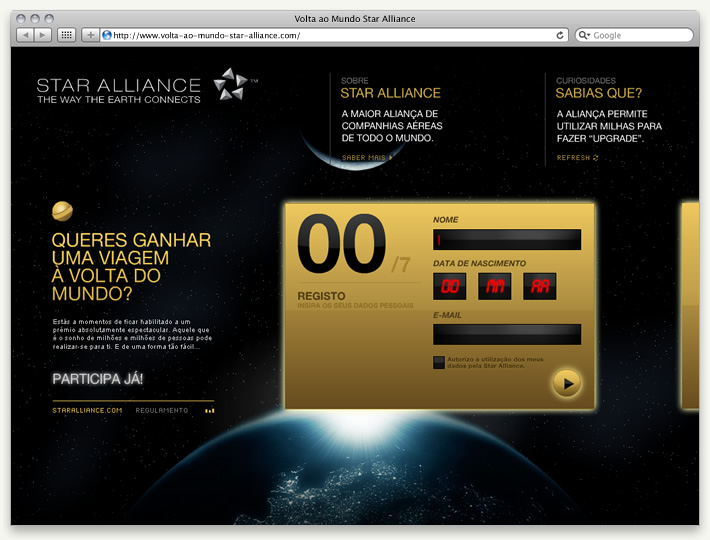 Volta ao Mundo Star Alliance
http://www.volta-ao-mundo-star-alliance.com/
Google
STAR ALLIANCE
THE WAY THE EARTH CONNECTS
TM
SOBRE
STAR ALLIANCE
A MAIOR ALIANÇA DE
COMPANHIAS AÉREAS
DE TODO O MUNDO.
SABER MAIS
CURIOSIDADES
SABIAS QUE?
A ALIANÇA PERMITE
UTILIZAR MILHAS PARA
FAZER “UPGRADE”.
REFRESH
QUERES GANHAR
UMA VIAGEM
À VOLTA DO
MUNDO?
Estás a momentos de ficar habilitado a um
prémio absolutamente espectacular. Aquele que
é o sonho de milhões e milhões de pessoas pode
realizar-se para ti. E de uma forma tão fácil...
PARTICIPA JÁ!
STARALLIANCE.COM
REGULAMENTO
00/7
REGISTO
INSIRA OS SEUS DADOS PESSOAIS
NOME
DATA DE NASCIMENTO
DD MM AA
E-MAIL
Autorizo a utilização dos meus
dados pela Star Alliance.